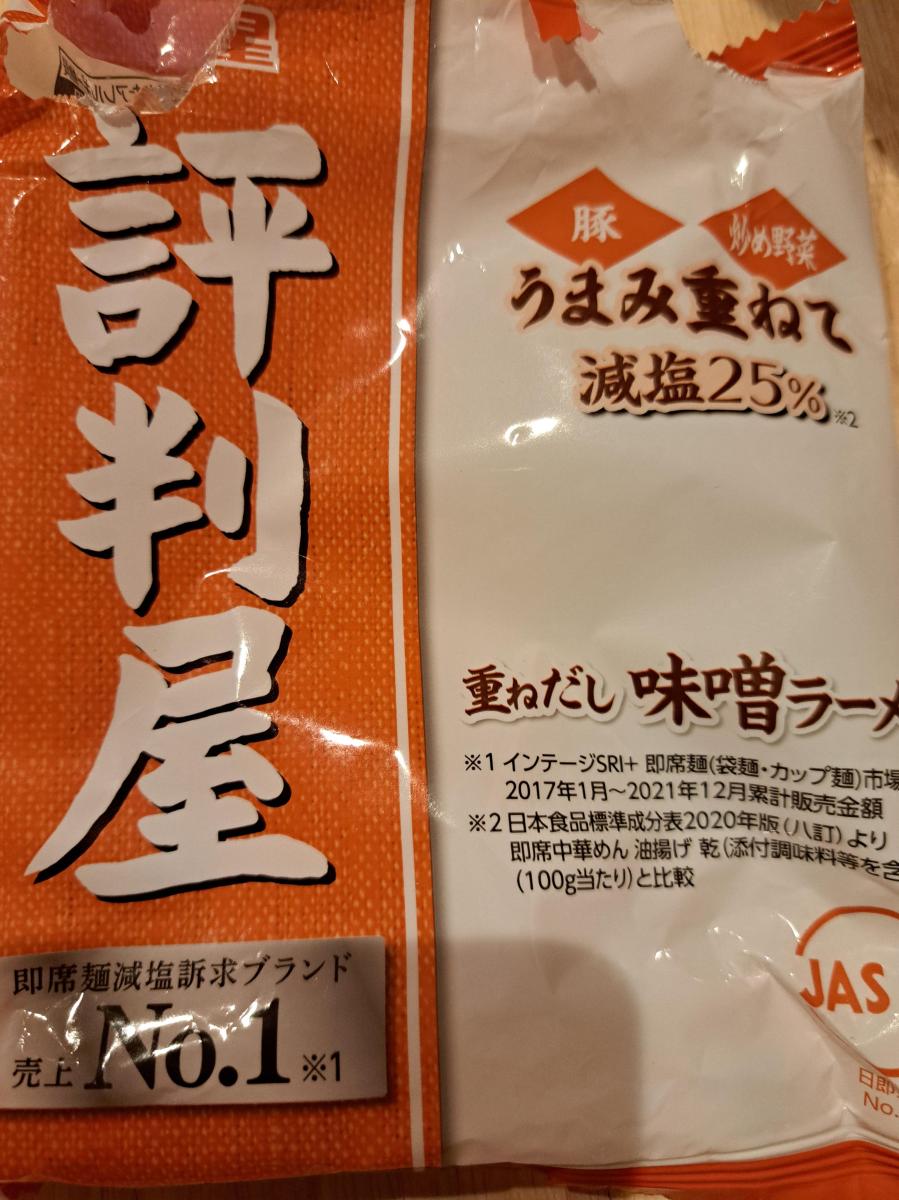 評判屋
即席麺減塩訴求ブランド
売上 No.1 ※1
豚
炒め野菜
うまみ重ねて
減塩25% ※2
重ねだし 味噌ラーメ
※1 インテージSRI+ 即席麺(袋麺・カップ麺)市場
2017年1月〜2021年12月累計販売金額
※2 日本食品標準成分表2020年版(八訂)より
即席中華めん 油揚げ 乾(添付調味料等を含
(100g当たり)と比較
JAS
日即
No.